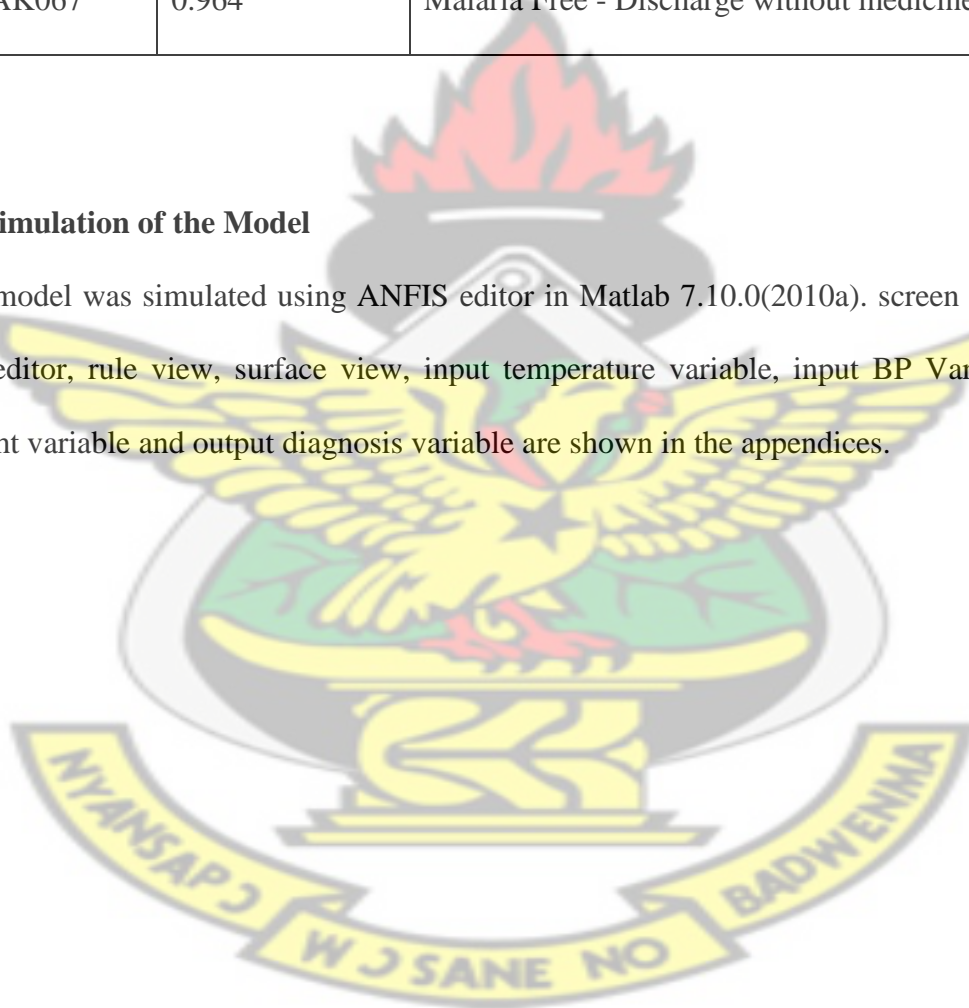 AK067 0.964 Malaria Free - Discharge without medicine
imulation of the Model
model was simulated using ANFIS editor in Matlab 7.10.0(2010a). screen
editor, rule view, surface view, input temperature variable, input BP Var
nt variable and output diagnosis variable are shown in the appendices.
NYANSAPƆ
BADWENMA
W Ɔ SANE NO